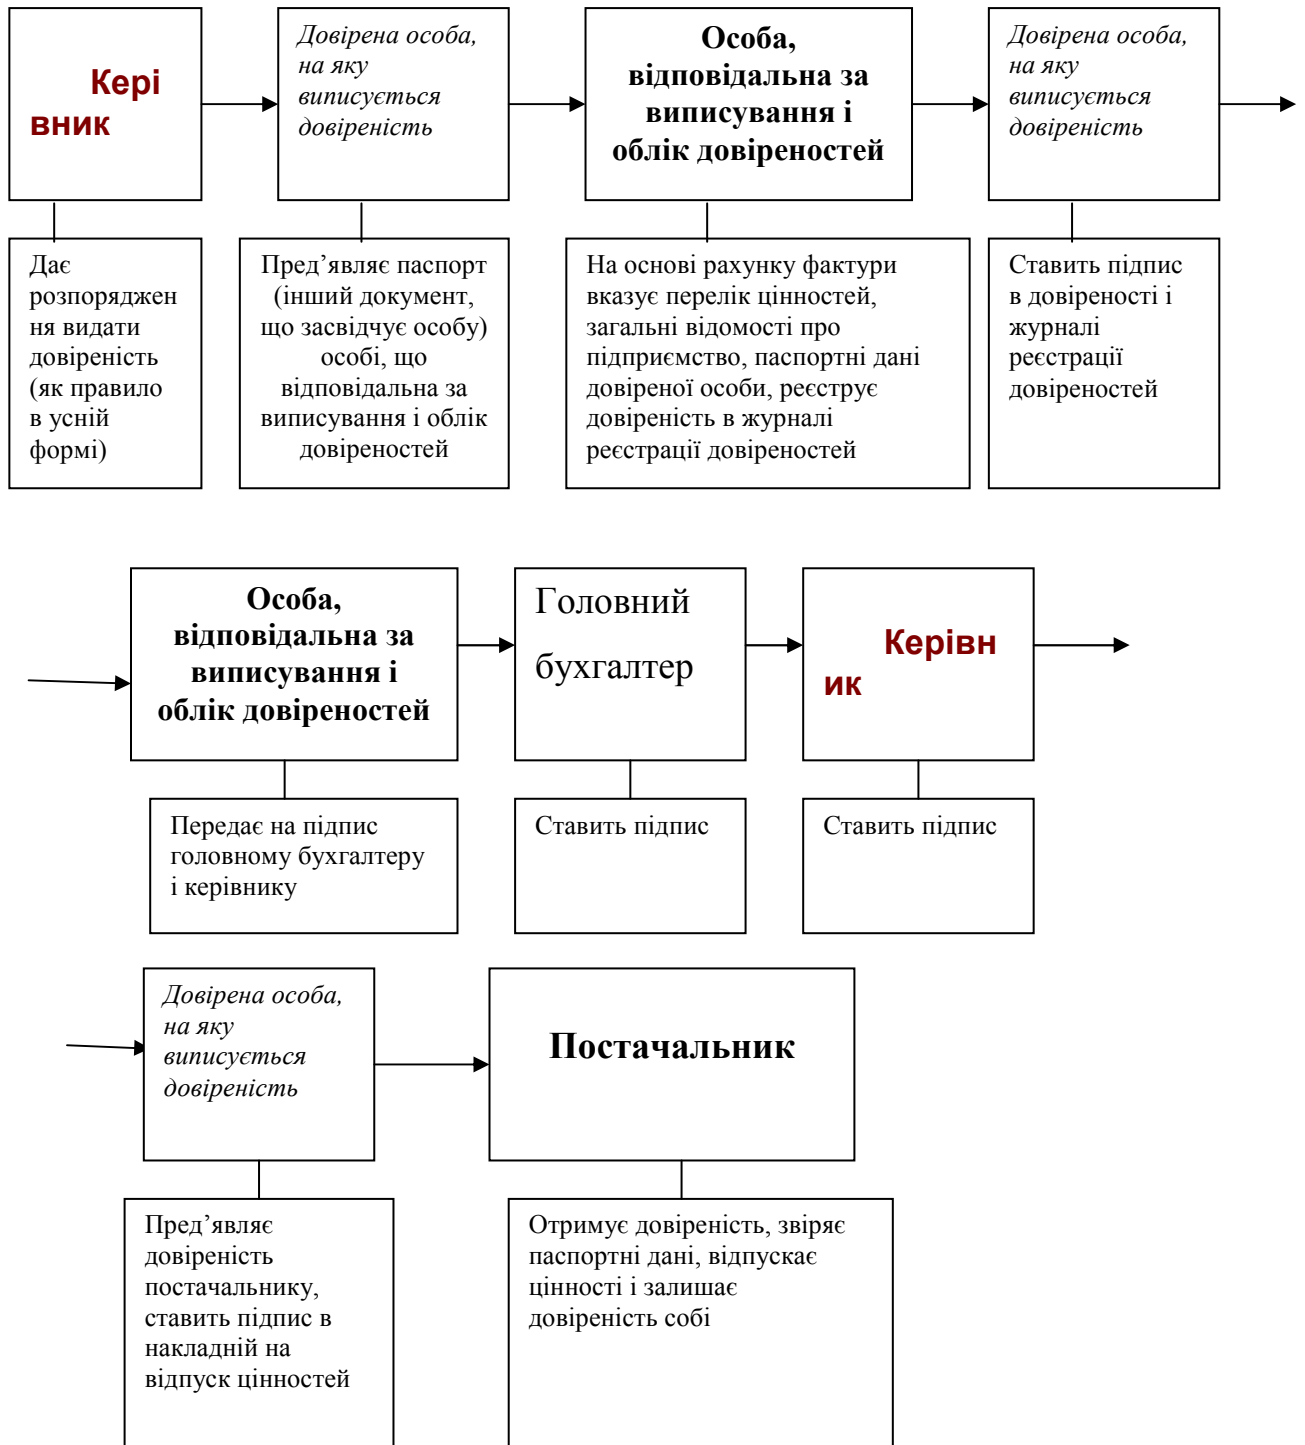 Кері
вник
Довірена особа,
на яку
виписується
довіреність
Особа,
відповідальна за
виписування і
облік довіреностей
Довірена особа,
на яку
виписується
довіреність
Дає
розпоряджен
ня видати
довіреність
(як правило
в усній
формі)
Пред’являє паспорт
(інший документ,
що засвідчує особу)
особі, що
відповідальна за
виписування і облік
довіреностей
На основі рахунку фактури
вказує перелік цінностей,
загальні відомості про
підприємство, паспортні дані
довіреної особи, реєструє
довіреність в журналі
реєстрації довіреностей
Ставить підпис
в довіреності і
журналі
реєстрації
довіреностей
Особа,
відповідальна за
виписування і
облік довіреностей
Головний
бухгалтер
Керівн
ик
Передає на підпис
головному бухгалтеру
і керівнику
Ставить підпис
Ставить підпис
Довірена особа,
на яку
виписується
довіреність
Постачальник
Пред’являє
довіреність
постачальнику,
ставить підпис в
накладній на
відпуск цінностей
Отримує довіреність, звіряє
паспортні дані, відпускає
цінності і залишає
довіреність собі